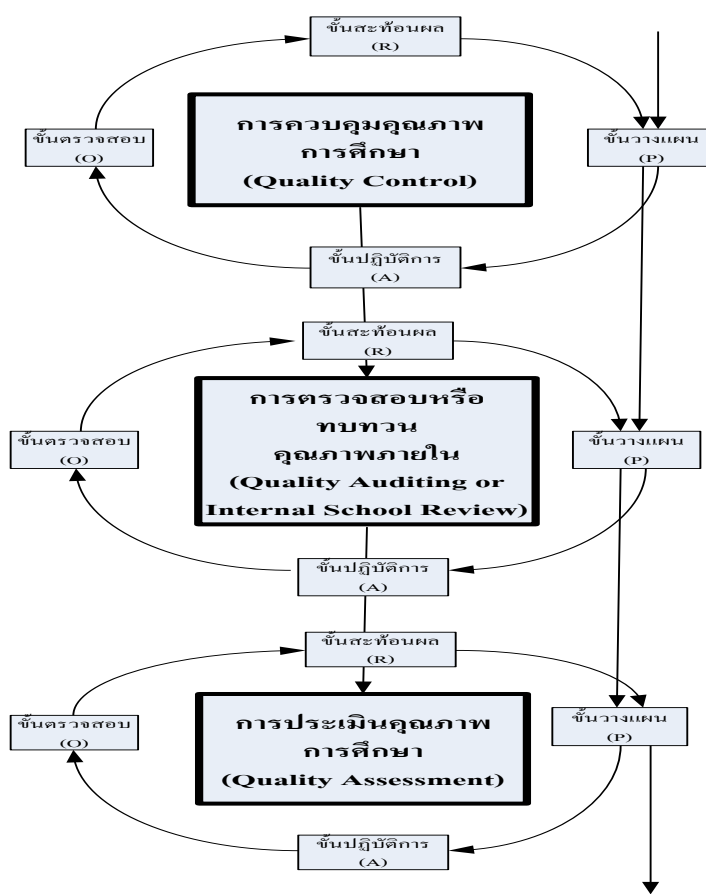 ขั้นสะท้อนผล
(R)
ขั้นตรวจสอบ
(O)
การควบคุมคุณภาพ
การศึกษา
(Quality Control)
ขั้นวางแผน
(P)
ขั้นปฏิบัติการ
(A)
ขั้นสะท้อนผล
(R)
ขั้นตรวจสอบ
(O)
การตรวจสอบหรือ
ทบทวน
คุณภาพภายใน
(Quality Auditing or
Internal School Review)
ขั้นวางแผน
(P)
ขั้นปฏิบัติการ
(A)
ขั้นสะท้อนผล
(R)
ขั้นตรวจสอบ
(O)
การประเมินคุณภาพ
การศึกษา
(Quality Assessment)
ขั้นวางแผน
(P)
ขั้นปฏิบัติการ
(A)